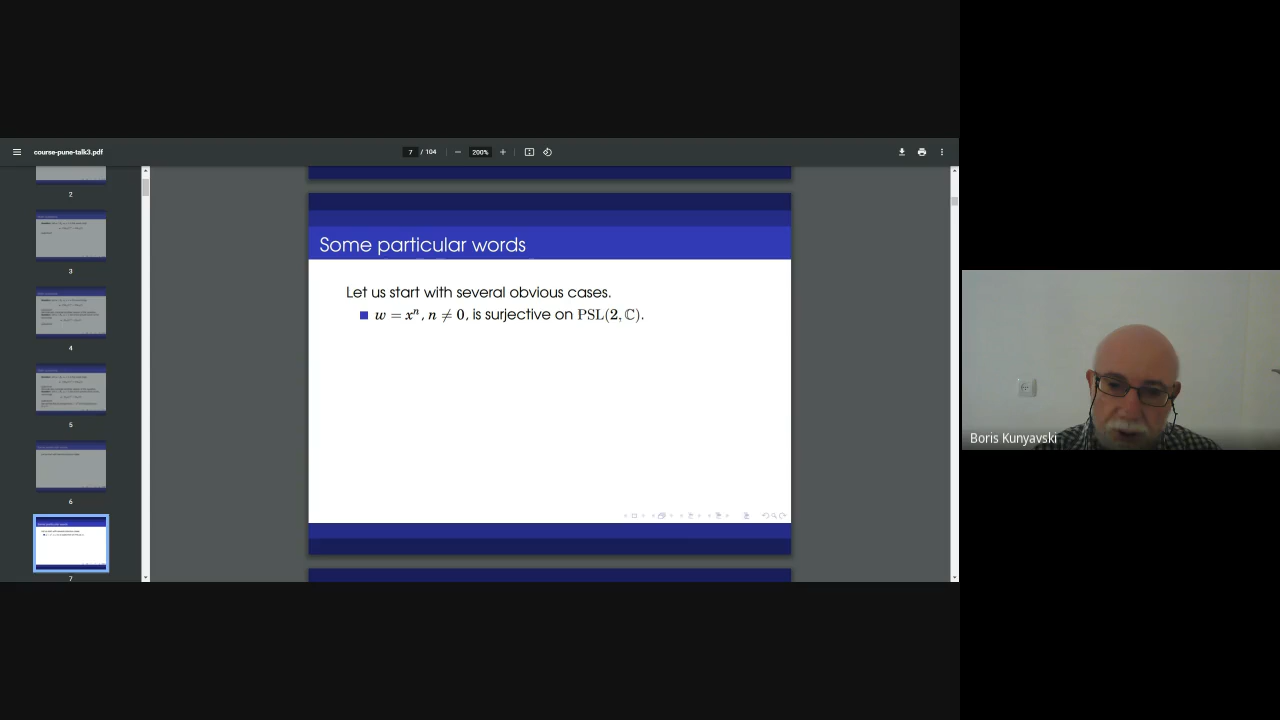 course-pune-talk3.pdf
7 / 104
200%
2
3
4
5
6
7
Some particular words
Let us start with several obvious cases.
w = xⁿ, n ≠ 0, is surjective on PSL(2, ℂ).
Boris Kunyavski